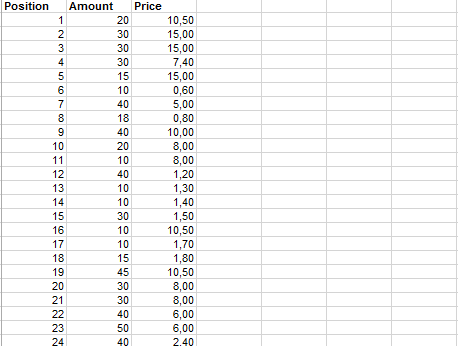 Position Amount Price
1 20 10,50
2 30 15,00
3 30 15,00
4 30 7,40
5 15 15,00
6 10 0,60
7 40 5,00
8 18 0,80
9 40 10,00
10 20 8,00
11 10 8,00
12 40 1,20
13 10 1,30
14 10 1,40
15 30 1,50
16 10 10,50
17 10 1,70
18 15 1,80
19 45 10,50
20 30 8,00
21 30 8,00
22 40 6,00
23 50 6,00
24 40 2,40